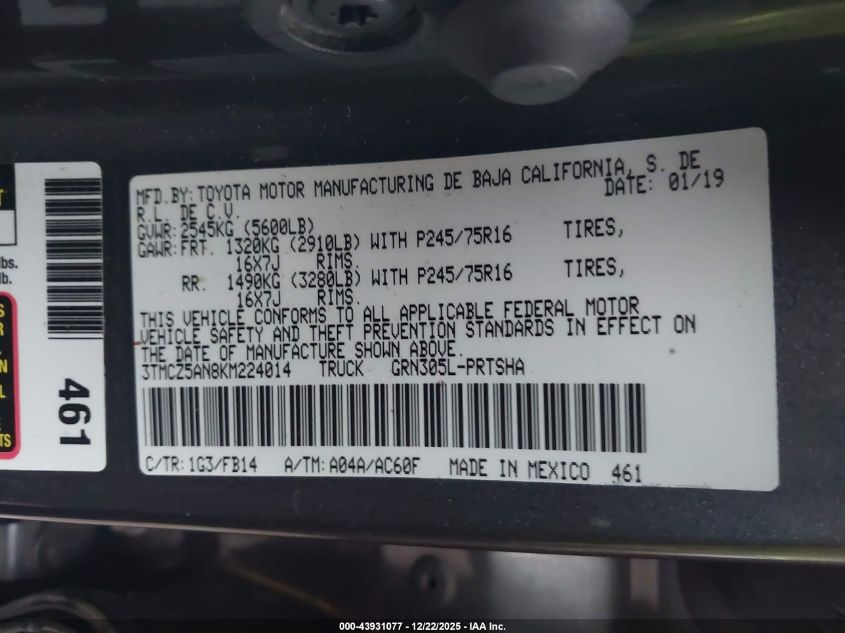 MFD.BY: TOYOTA MOTOR MANUFACTURING DE BAJA CALIFORNIA, S. DE
R.L. DE C.V. DATE: 01/19
GVWR: 2545KG (5600LB)
GAWR: FRT. 1320KG (2910LB) WITH P245/75R16 TIRES,
16X7J RIMS.
RR. 1490KG (3280LB) WITH P245/75R16 TIRES,
16X7J RIMS.
THIS VEHICLE CONFORMS TO ALL APPLICABLE FEDERAL MOTOR
VEHICLE SAFETY AND THEFT PREVENTION STANDARDS IN EFFECT ON
THE DATE OF MANUFACTURE SHOWN ABOVE.
3TMCZ5AN8KM224014 TRUCK GRN305L-PRTSHA
C/TR: 1G3/FB14 A/TM: A04A/AC60F MADE IN MEXICO 461
461
lbs.
lb.
000-43931077 - 12/22/2025 - IAA Inc.